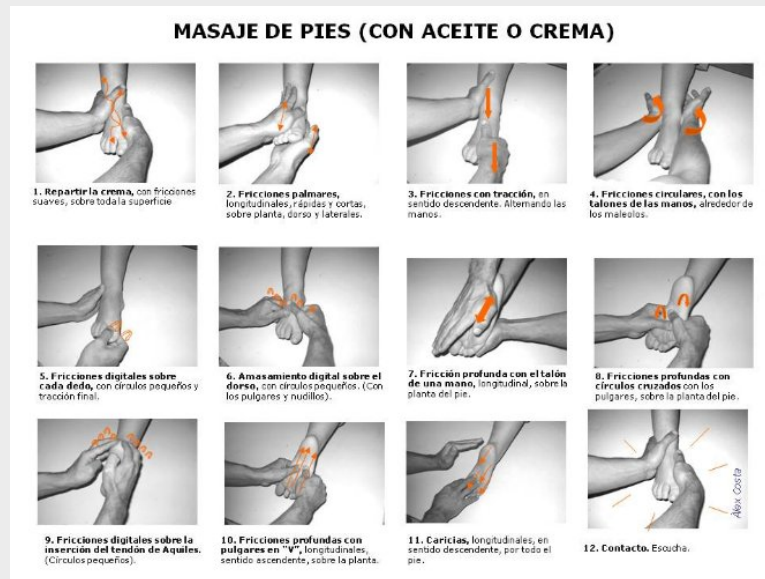 MASAJE DE PIES (CON ACEITE O CREMA)
1. Repartir la crema, con fricciones
suaves, sobre toda la superficie
2. Fricciones palmares,
longitudinales, rápidas y cortas,
sobre planta, dorso y laterales.
3. Fricciones con tracción, en
sentido descendente. Alternando las
manos.
4. Fricciones circulares, con los
talones de las manos, alrededor de
los maleolos.
5. Fricciones digitales sobre
cada dedo, con círculos pequeños y
tracción final.
6. Amasamiento digital sobre el
dorso, con círculos pequeños. (Con
los pulgares y nudillos).
7. Fricción profunda con el talón
de una mano, longitudinal, sobre la
planta del pie.
8. Fricciones profundas con
círculos cruzados con los
pulgares, sobre la planta del pie.
9. Fricciones digitales sobre la
inserción del tendón de Aquiles.
(Círculos pequeños).
10. Fricciones profundas con
pulgares en "V", longitudinales,
sentido ascendente, sobre la planta.
11. Caricias, longitudinales, en
sentido descendente, por todo el
pie.
12. Contacto. Escucha.
Álex Costa